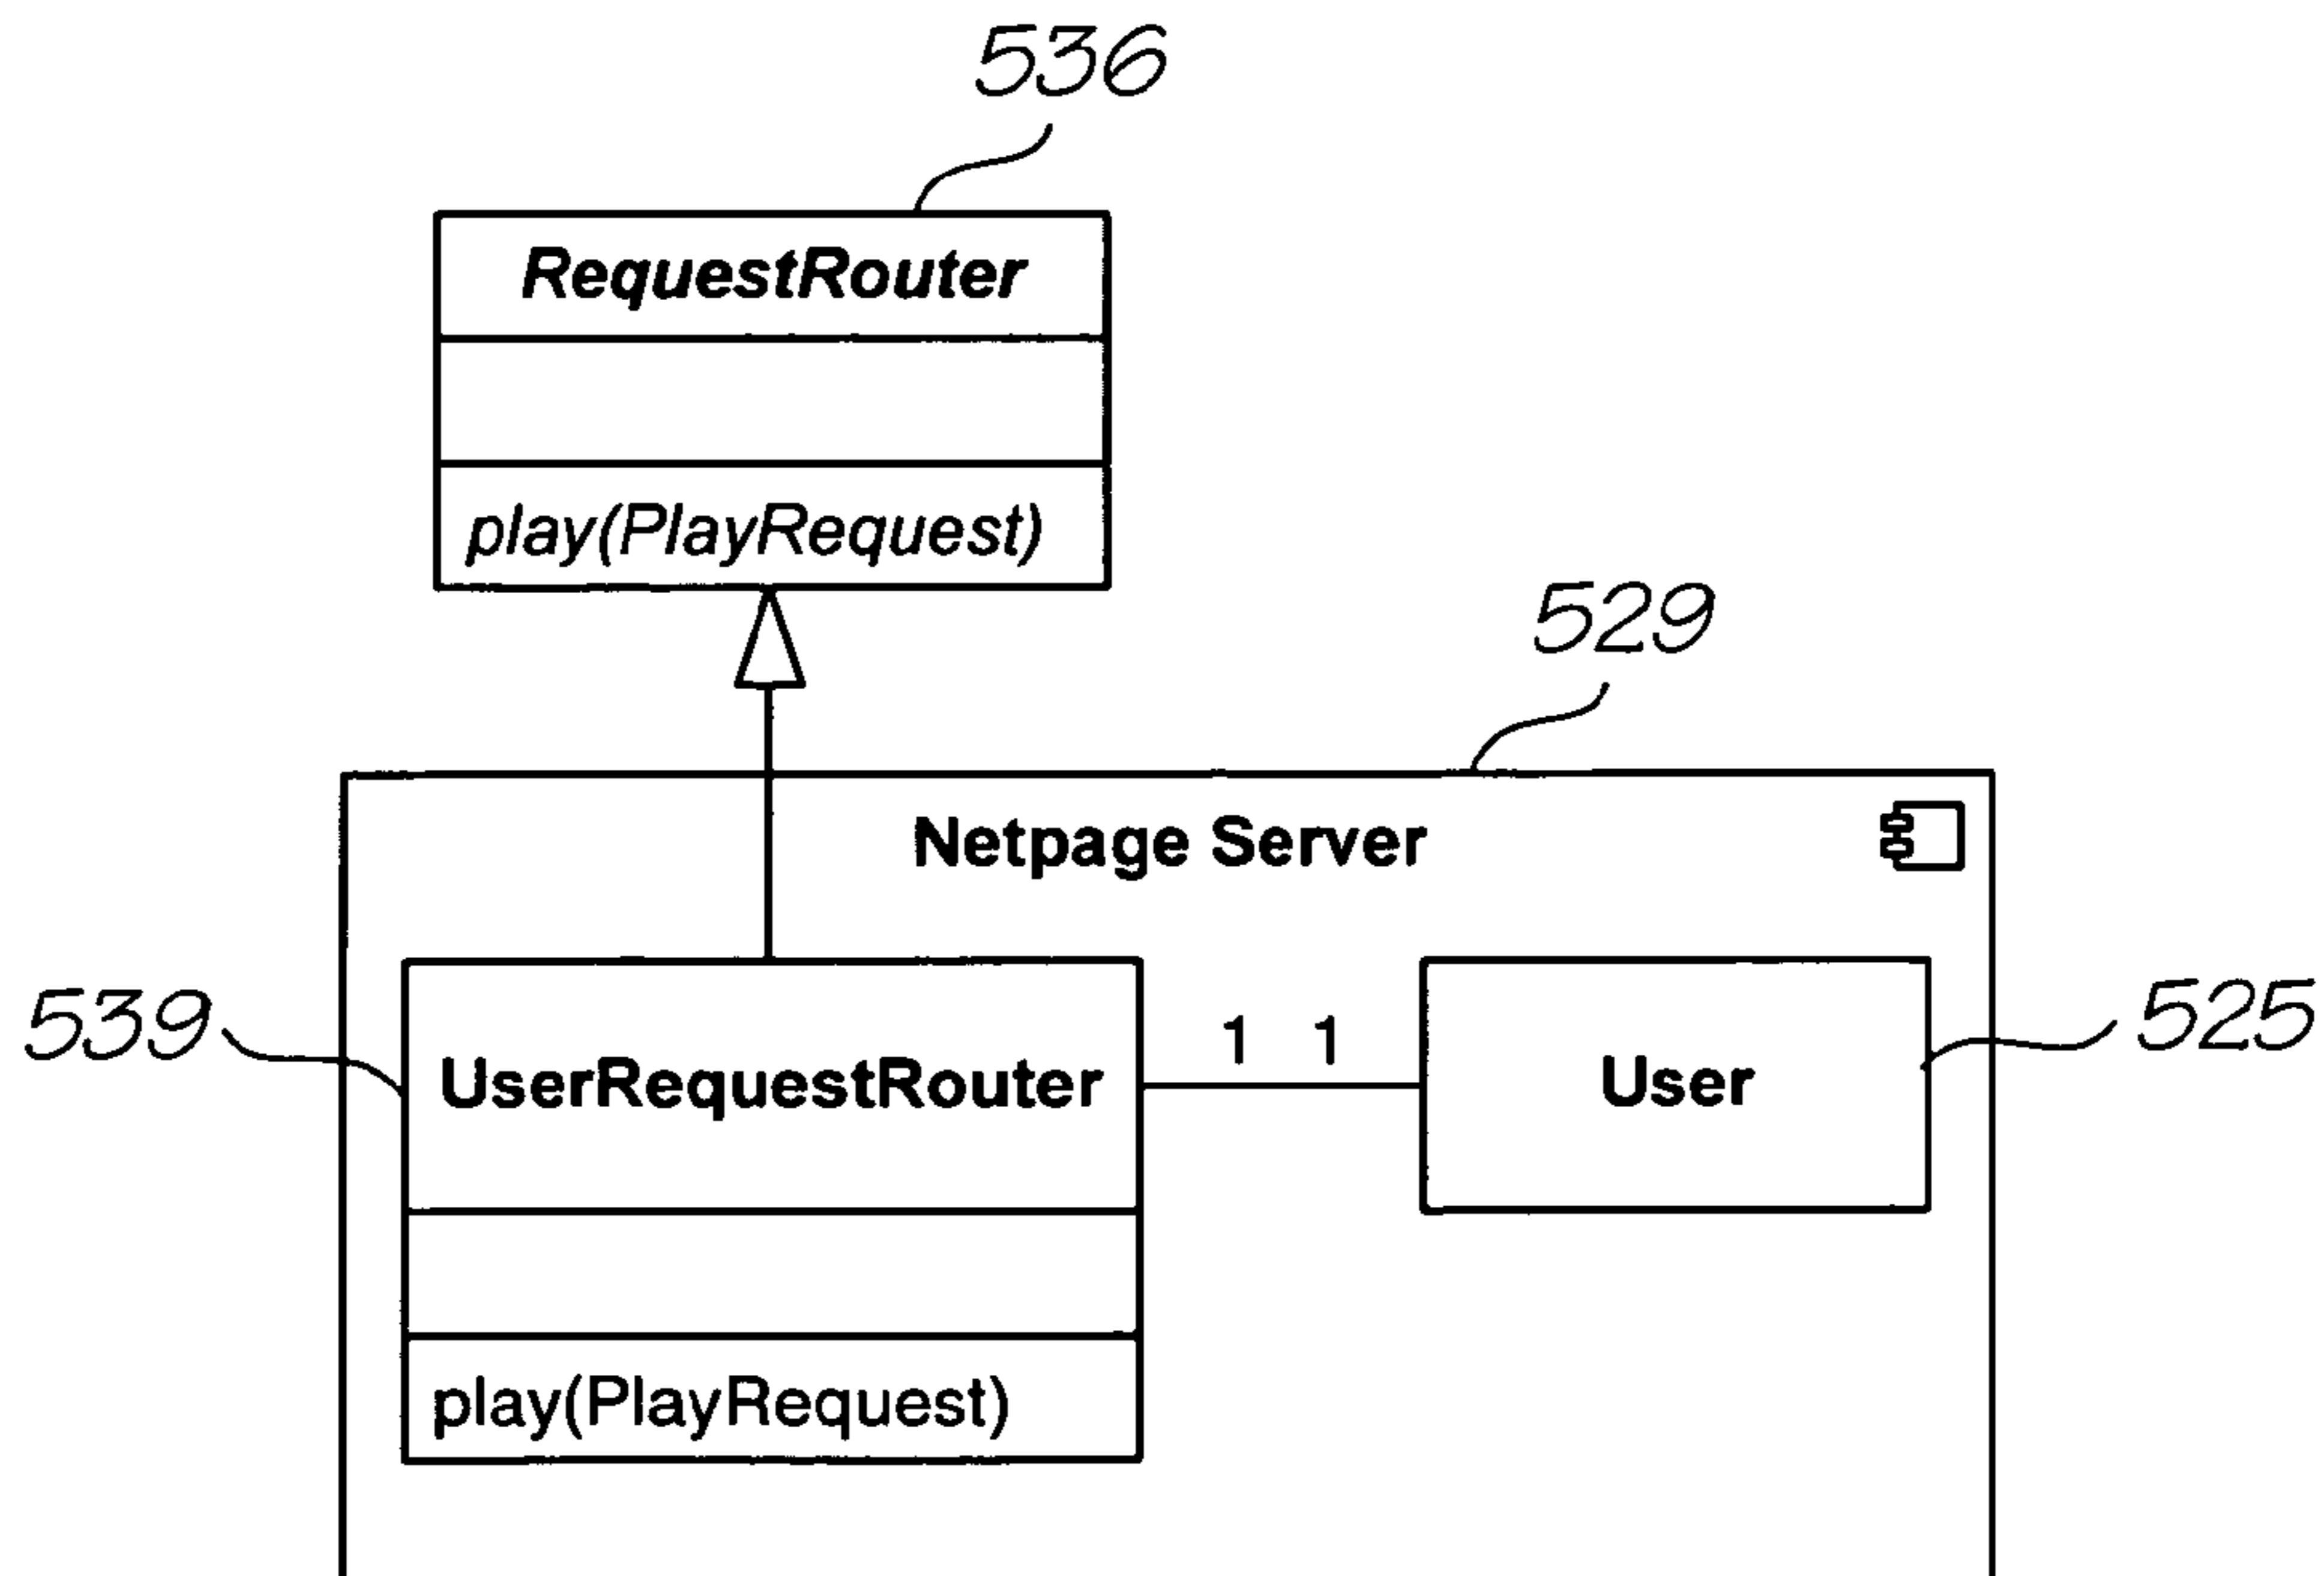 536
RequestRouter
play(PlayRequest)
529
Netpage Server
539
UserRequestRouter
1 1
User
525
play(PlayRequest)